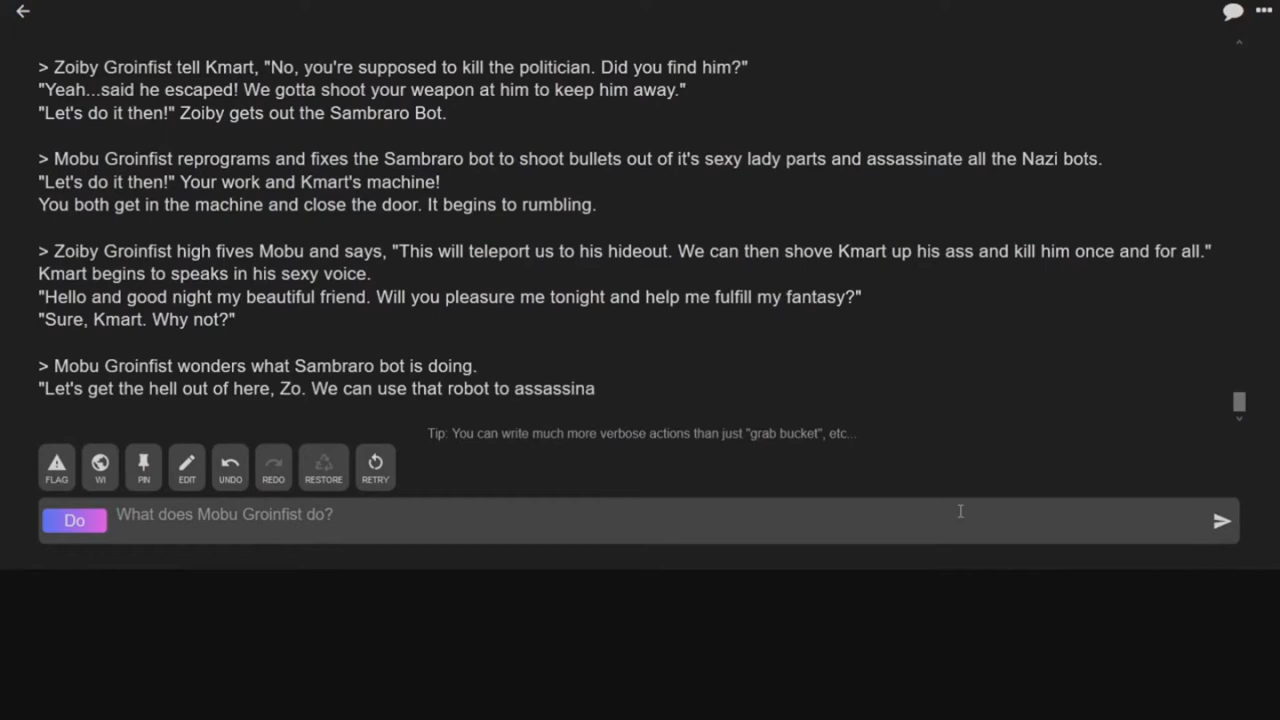 > Zoiby Groinfist tell Kmart, "No, you're supposed to kill the politician. Did you find him?"
"Yeah...said he escaped! We gotta shoot your weapon at him to keep him away."
"Let's do it then!" Zoiby gets out the Sambraro Bot.
> Mobu Groinfist reprograms and fixes the Sambraro bot to shoot bullets out of it's sexy lady parts and assassinate all the Nazi bots.
"Let's do it then!" Your work and Kmart's machine!
You both get in the machine and close the door. It begins to rumbling.
> Zoiby Groinfist high fives Mobu and says, "This will teleport us to his hideout. We can then shove Kmart up his ass and kill him once and for all."
Kmart begins to speaks in his sexy voice.
"Hello and good night my beautiful friend. Will you pleasure me tonight and help me fulfill my fantasy?"
"Sure, Kmart. Why not?"
> Mobu Groinfist wonders what Sambraro bot is doing.
"Let's get the hell out of here, Zo. We can use that robot to assassina
Tip: You can write much more verbose actions than just "grab bucket", etc...
FLAG WI PIN EDIT UNDO REDO RESTORE RETRY
Do What does Mobu Groinfist do?